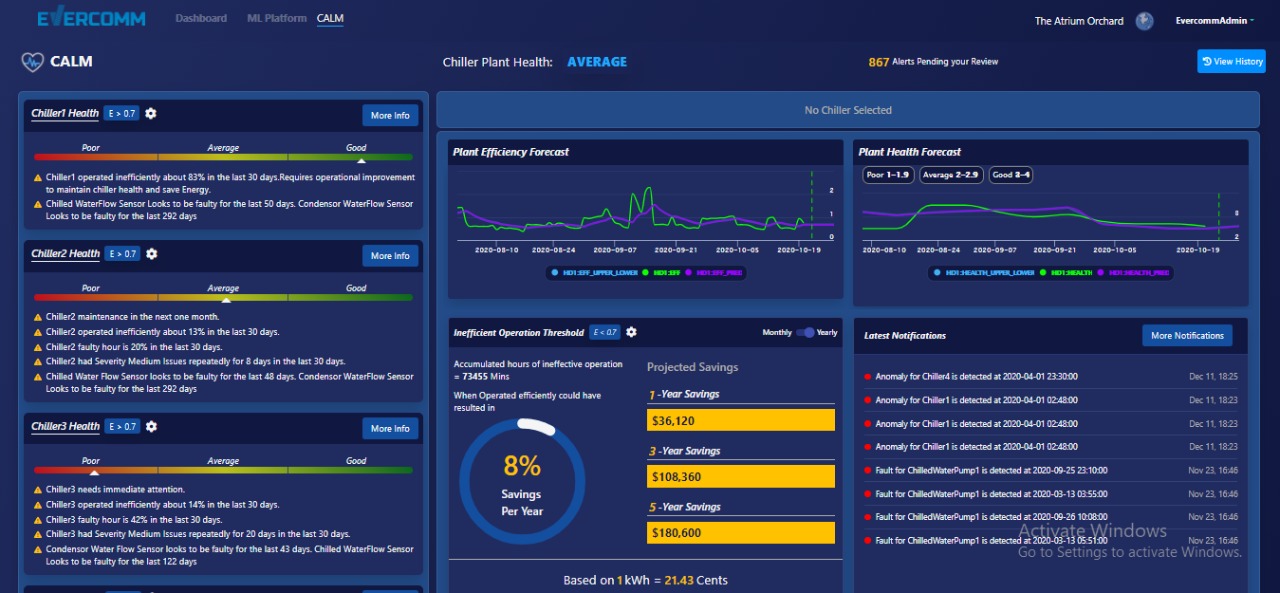 EVERCOMM
Dashboard
ML Platform
CALM
The Atrium Orchard
EvercommAdmin
CALM
Chiller Plant Health: AVERAGE
867 Alerts Pending your Review
View History
Chiller1 Health
E > 0.7
More Info
Poor
Average
Good
Chiller1 operated inefficiently about 83% in the last 30 days.Requires operational improvement
to maintain chiller health and save Energy.
Chilled WaterFlow Sensor Looks to be faulty for the last 50 days. Condensor WaterFlow Sensor
Looks to be faulty for the last 292 days
Chiller2 Health
E > 0.7
More Info
Poor
Average
Good
Chiller2 maintenance in the next one month.
Chiller2 operated inefficiently about 13% in the last 30 days.
Chiller2 faulty hour is 20% in the last 30 days.
Chiller2 had Severity Medium Issues repeatedly for 8 days in the last 30 days.
Chilled Water Flow Sensor looks to be faulty for the last 48 days. Condensor WaterFlow Sensor
Looks to be faulty for the last 292 days
Chiller3 Health
E > 0.7
More Info
Poor
Average
Good
Chiller3 needs immediate attention.
Chiller3 operated inefficiently about 14% in the last 30 days.
Chiller3 faulty hour is 42% in the last 30 days.
Chiller3 had Severity Medium Issues repeatedly for 20 days in the last 30 days.
Condensor Water Flow Sensor looks to be faulty for the last 43 days. Chilled WaterFlow Sensor
Looks to be faulty for the last 122 days
No Chiller Selected
Plant Efficiency Forecast
2
1
0
2020-08-10 2020-08-24 2020-09-07 2020-09-21 2020-10-05 2020-10-19
HD1:EFF_UPPER_LOWER HD1:EFF HD1:EFF_PRED
Plant Health Forecast
Poor 1–1.9
Average 2–2.9
Good 3–4
3
2
2020-08-10 2020-08-24 2020-09-07 2020-09-21 2020-10-05 2020-10-19
HD1:HEALTH_UPPER_LOWER HD1:HEALTH HD1:HEALTH_PRED
Inefficient Operation Threshold
E < 0.7
Monthly
Yearly
Accumulated hours of ineffective operation
= 73455 Mins
When Operated efficiently could have
resulted in
8%
Savings
Per Year
Projected Savings
1 -Year Savings
$36,120
3 -Year Savings
$108,360
5 -Year Savings
$180,600
Based on 1 kWh = 21.43 Cents
Latest Notifications
More Notifications
Anomaly for Chiller4 is detected at 2020-04-01 23:30:00 Dec 11, 18:25
Anomaly for Chiller1 is detected at 2020-04-01 02:48:00 Dec 11, 18:23
Anomaly for Chiller1 is detected at 2020-04-01 02:48:00 Dec 11, 18:23
Anomaly for Chiller1 is detected at 2020-04-01 02:48:00 Dec 11, 18:23
Fault for ChilledWaterPump1 is detected at 2020-09-25 23:10:00 Nov 23, 16:46
Fault for ChilledWaterPump1 is detected at 2020-03-13 03:55:00 Nov 23, 16:46
Fault for ChilledWaterPump1 is detected at 2020-09-26 10:08:00 Nov 23, 16:46
Fault for ChilledWaterPump1 is detected at 2020-03-13 05:51:00 Nov 23, 16:46
Activate Windows
Go to Settings to activate Windows.